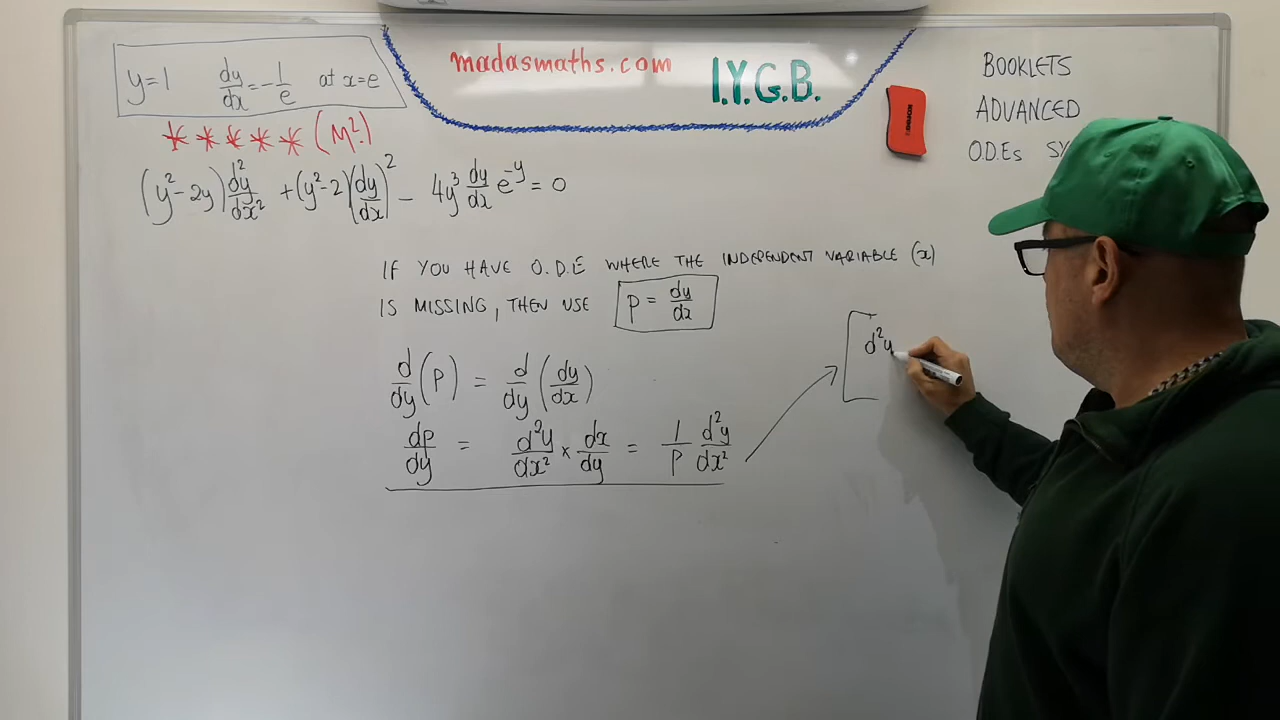 y=1 dy/dx=-1/e at x=e
madasmaths.com
I.Y.G.B.
BOOKLETS
ADVANCED
O.D.Es
* * * * * (M2)
(y²-2y)d²y/dx² +(y²-2)(dy/dx)² - 4y³ dy/dx e^-y = 0
IF YOU HAVE O.D.E WHERE THE INDEPENDENT VARIABLE (x)
IS MISSING, THEN USE p = dy/dx
d/dy(P) = d/dy(dy/dx)
dp/dy = d²y/dx² × dx/dy = 1/P d²y/dx²
d²y